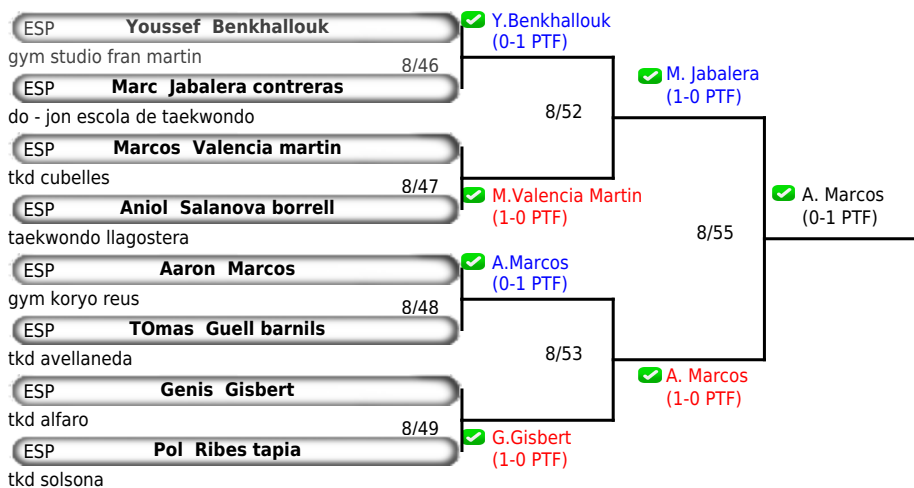 ESP Youssef Benkhallouk
gym studio fran martin
8/46
ESP Marc Jabalera contreras
do - jon escola de taekwondo
ESP Marcos Valencia martin
tkd cubelles
8/47
ESP Aniol Salanova borrell
taekwondo llagostera
ESP Aaron Marcos
gym koryo reus
8/48
ESP TOmas Guell barnils
tkd avellaneda
ESP Genis Gisbert
tkd alfaro
8/49
ESP Pol Ribes tapia
tkd solsona
Y.Benkhallouk
(0-1 PTF)
8/52
M.Valencia Martin
(1-0 PTF)
A.Marcos
(0-1 PTF)
8/53
G.Gisbert
(1-0 PTF)
M. Jabalera
(1-0 PTF)
8/55
A. Marcos
(1-0 PTF)
A. Marcos
(0-1 PTF)